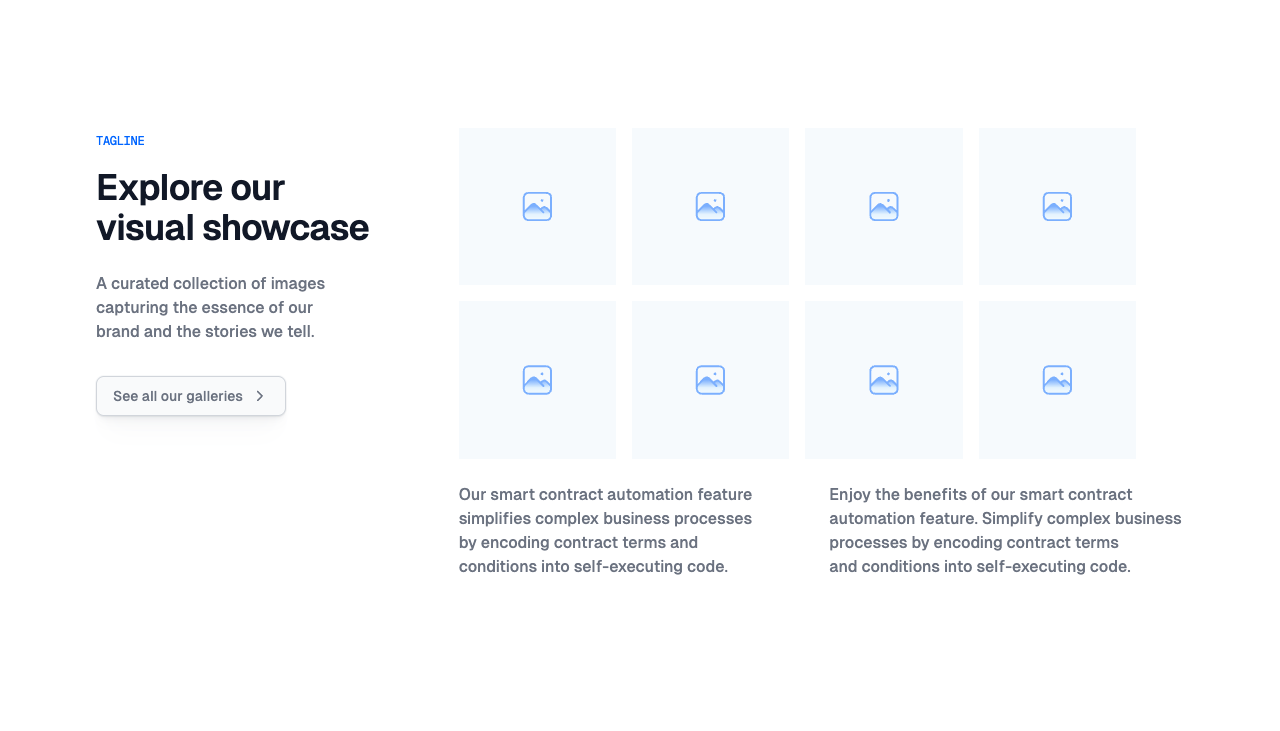 TAGLINE
Explore our
visual showcase
A curated collection of images
capturing the essence of our
brand and the stories we tell.
See all our galleries
Our smart contract automation feature
simplifies complex business processes
by encoding contract terms and
conditions into self-executing code.
Enjoy the benefits of our smart contract
automation feature. Simplify complex business
processes by encoding contract terms
and conditions into self-executing code.